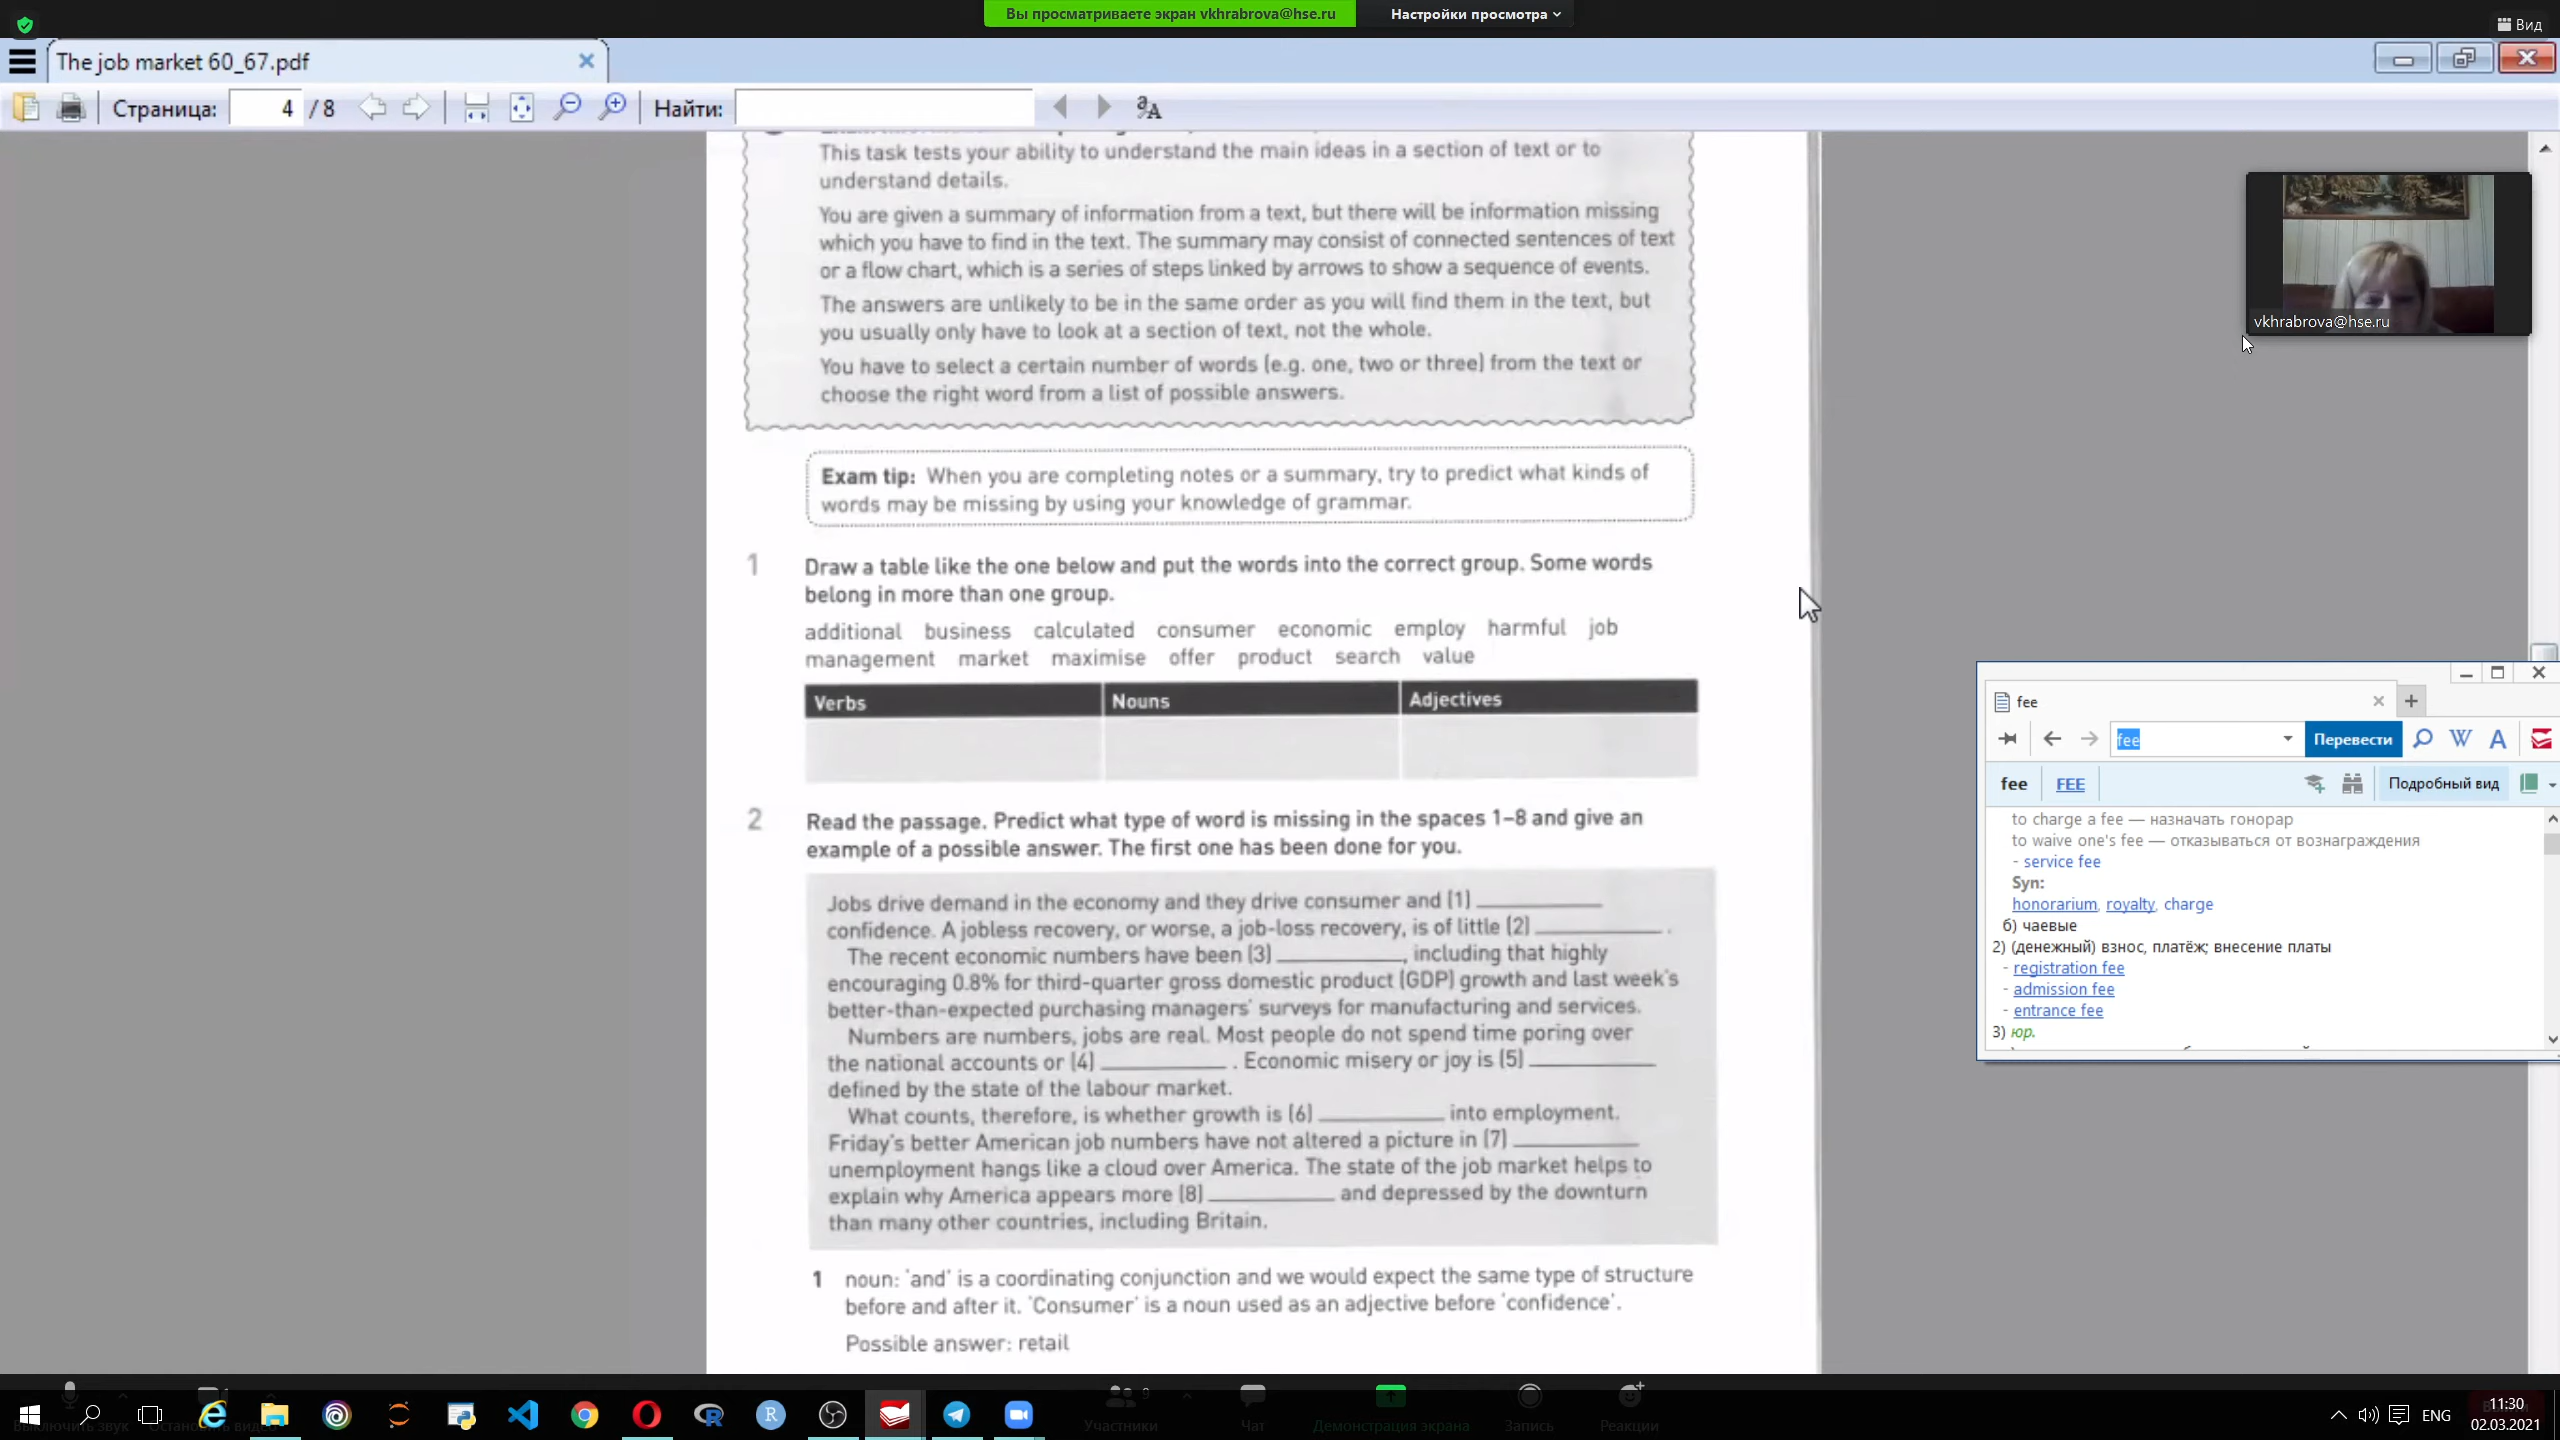 Вы просматриваете экран vkhrabrova@hse.ru
Настройки просмотра
Вид
The job market 60_67.pdf
Страница: 4 / 8
Найти:
This task tests your ability to understand the main ideas in a section of text or to
understand details.
You are given a summary of information from a text, but there will be information missing
which you have to find in the text. The summary may consist of connected sentences of text
or a flow chart, which is a series of steps linked by arrows to show a sequence of events.
The answers are unlikely to be in the same order as you will find them in the text, but
you usually only have to look at a section of text, not the whole.
You have to select a certain number of words (e.g. one, two or three) from the text or
choose the right word from a list of possible answers.
Exam tip: When you are completing notes or a summary, try to predict what kinds of
words may be missing by using your knowledge of grammar.
1 Draw a table like the one below and put the words into the correct group. Some words
belong in more than one group.
additional business calculated consumer economic employ harmful job
management market maximise offer product search value
Verbs Nouns Adjectives
2 Read the passage. Predict what type of word is missing in the spaces 1–8 and give an
example of a possible answer. The first one has been done for you.
Jobs drive demand in the economy and they drive consumer and (1) ____________
confidence. A jobless recovery, or worse, a job-loss recovery, is of little (2) ____________ .
The recent economic numbers have been (3) ____________, including that highly
encouraging 0.8% for third-quarter gross domestic product (GDP) growth and last week's
better-than-expected purchasing managers' surveys for manufacturing and services.
Numbers are numbers, jobs are real. Most people do not spend time poring over
the national accounts or (4) ____________ . Economic misery or joy is (5) ____________
defined by the state of the labour market.
What counts, therefore, is whether growth is (6) ____________ into employment.
Friday's better American job numbers have not altered a picture in (7) ____________
unemployment hangs like a cloud over America. The state of the job market helps to
explain why America appears more (8) ____________ and depressed by the downturn
than many other countries, including Britain.
1 noun: 'and' is a coordinating conjunction and we would expect the same type of structure
before and after it. 'Consumer' is a noun used as an adjective before 'confidence'.
Possible answer: retail
vkhrabrova@hse.ru
fee
fee
Перевести
fee FEE
Подробный вид
to charge a fee — назначать гонорар
to waive one's fee — отказываться от вознаграждения
- service fee
Syn:
honorarium, royalty, charge
б) чаевые
2) (денежный) взнос, платёж; внесение платы
- registration fee
- admission fee
- entrance fee
3) юр.
9
Участники
Чат
Демонстрация экрана
Запись
Реакции
ENG
11:30
02.03.2021